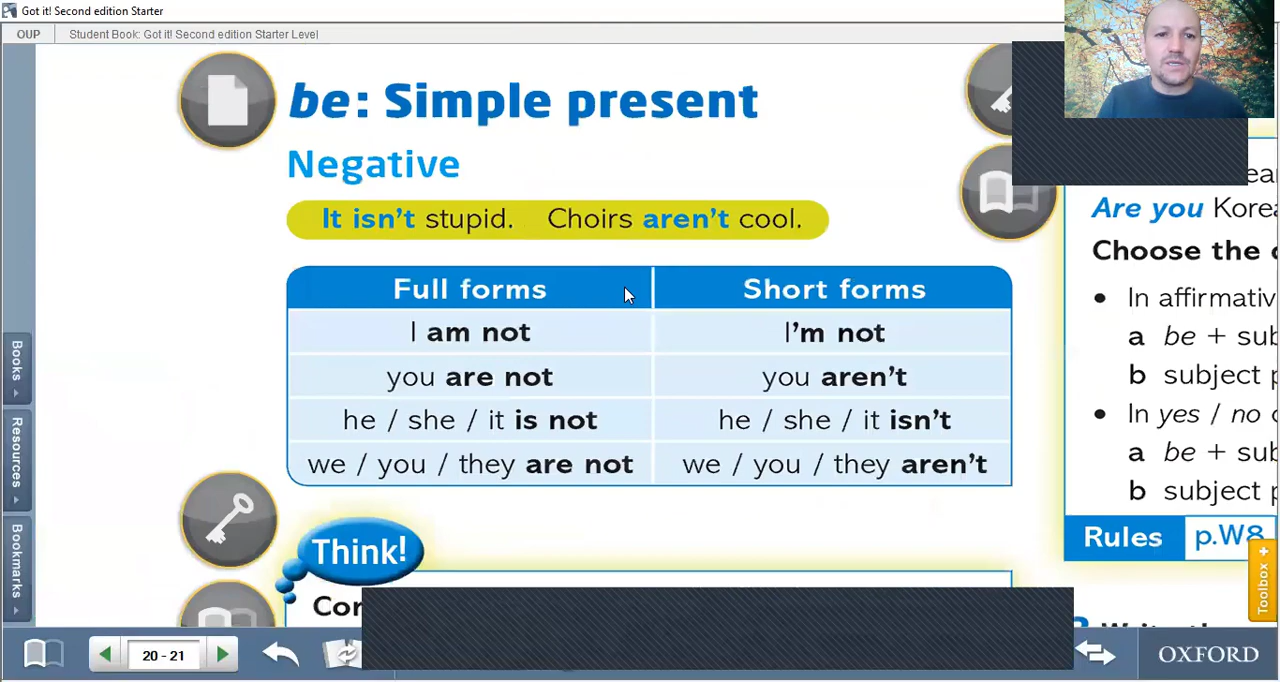 Got it! Second edition Starter
OUP
Student Book: Got it! Second edition Starter Level
be: Simple present
Negative
It isn't stupid. Choirs aren't cool.
Full forms Short forms
I am not I'm not
you are not you aren't
he / she / it is not he / she / it isn't
we / you / they are not we / you / they aren't
Think!
Are you
Choose the
• In affirmativ
a be +
b subject
• In yes / no
a be +
b subject
Rules p.W8
Books
Resources
Bookmarks
Toolbox +
20 - 21
OXFORD